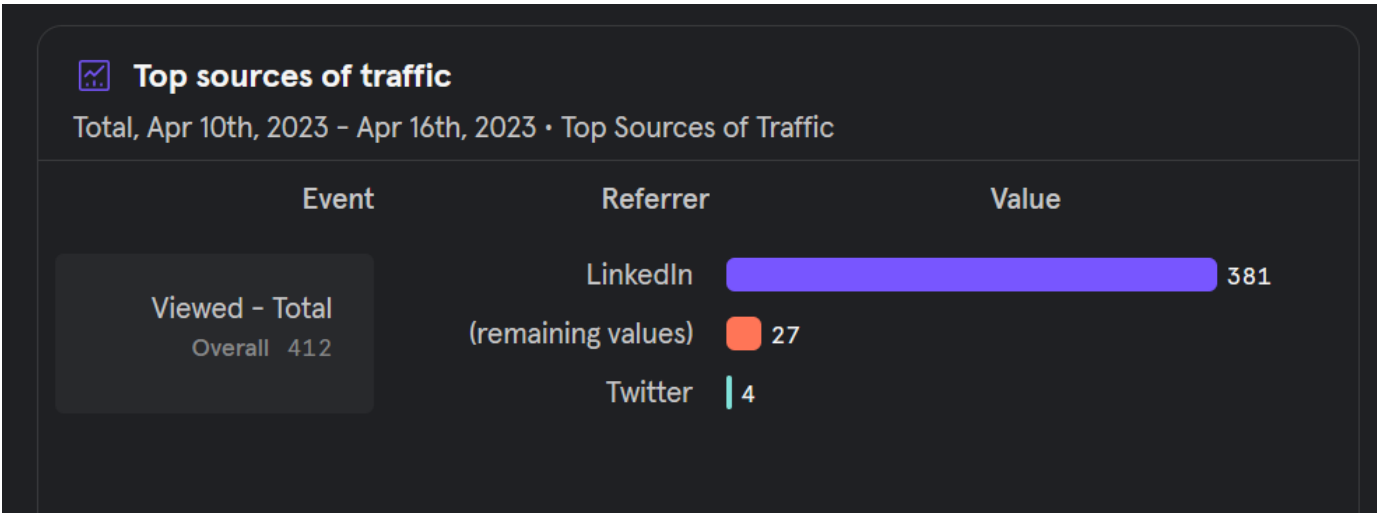 Top sources of traffic
Total, Apr 10th, 2023 - Apr 16th, 2023 • Top Sources of Traffic
Event Referrer Value
LinkedIn 381
Viewed - Total
Overall 412
(remaining values) 27
Twitter 4